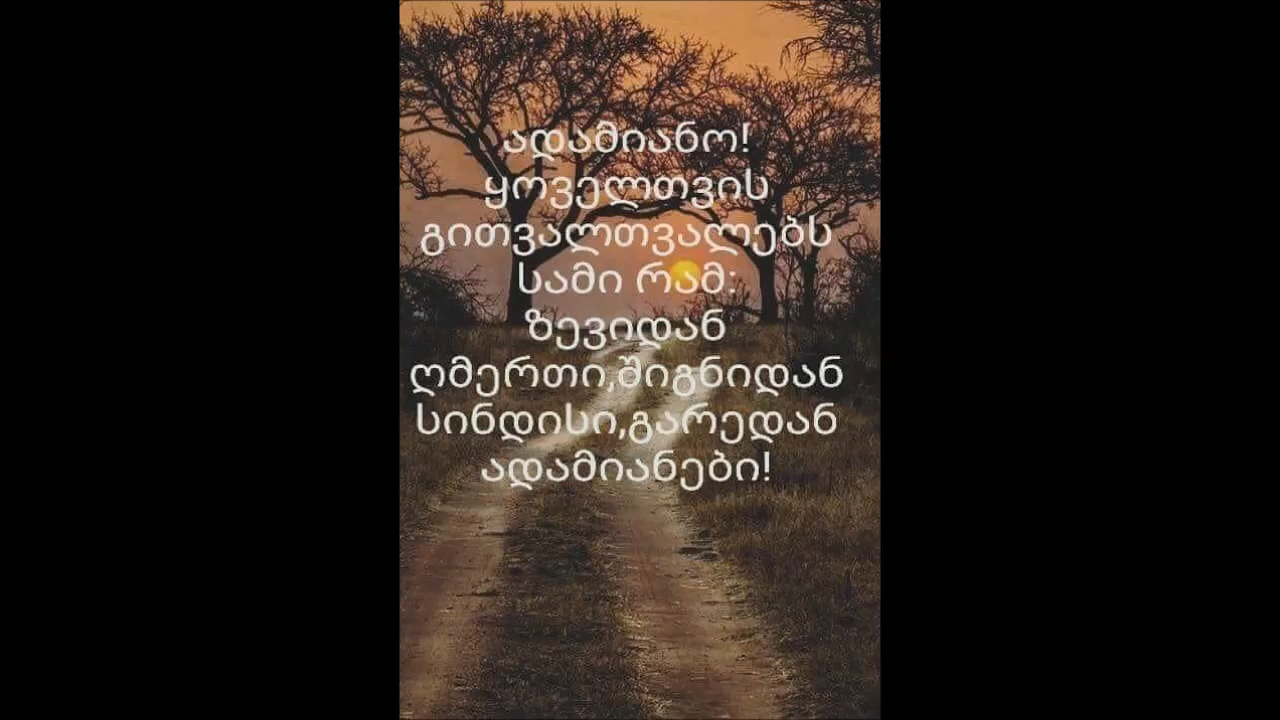 ადამიანო!
ყოველთვის
გითვალთვალებს
სამი რამ:
ზევიდან
ღმერთი,შიგნიდან
სინდისი,გარედან
ადამიანები!